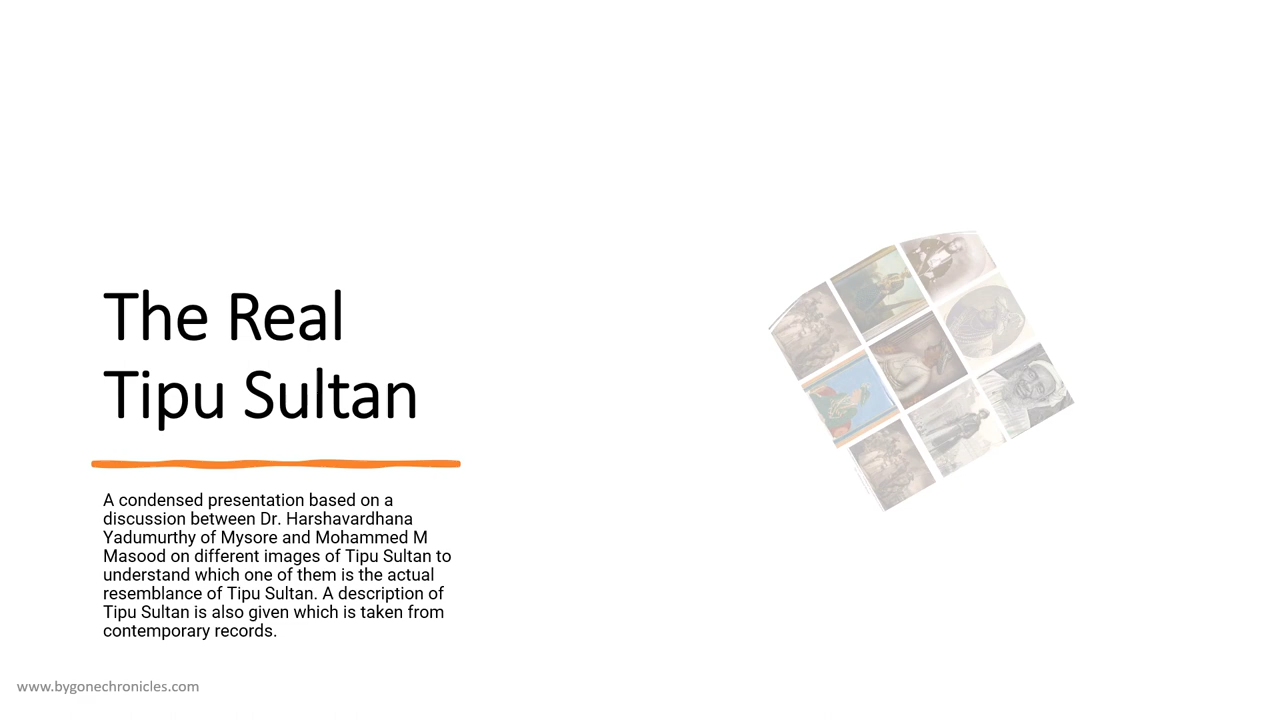 The Real
Tipu Sultan
A condensed presentation based on a
discussion between Dr. Harshavardhana
Yadumurthy of Mysore and Mohammed M
Masood on different images of Tipu Sultan to
understand which one of them is the actual
resemblance of Tipu Sultan. A description of
Tipu Sultan is also given which is taken from
contemporary records.
www.bygonechronicles.com